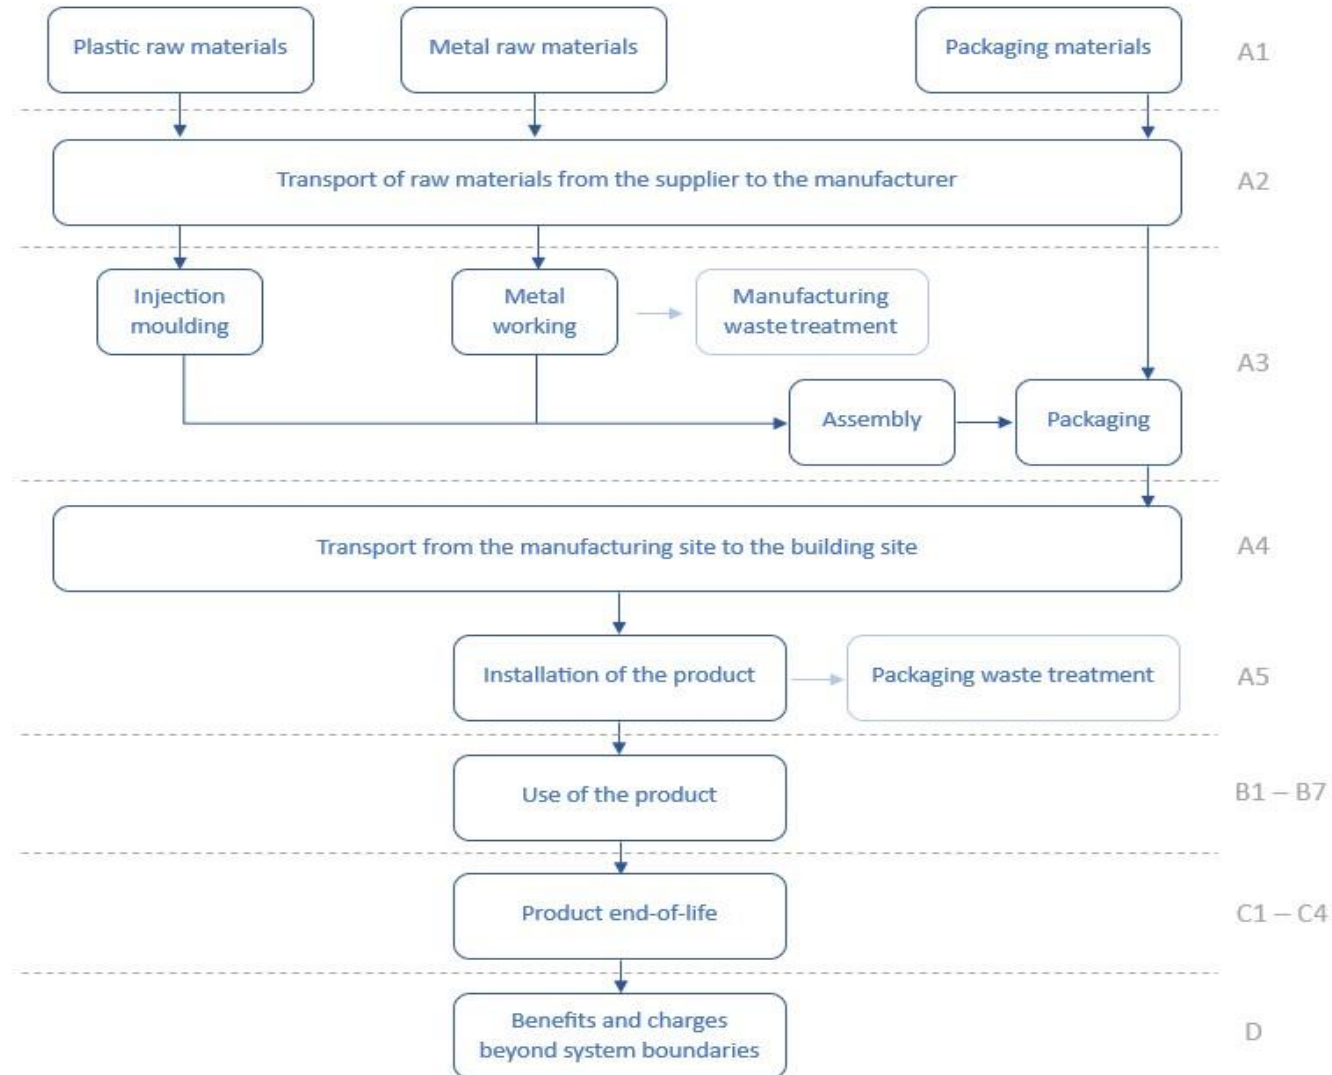 Plastic raw materials
Metal raw materials
Packaging materials
A1
Transport of raw materials from the supplier to the manufacturer
A2
Injection
moulding
Metal
working
Manufacturing
waste treatment
A3
Assembly
Packaging
Transport from the manufacturing site to the building site
A4
Installation of the product
Packaging waste treatment
A5
Use of the product
B1 – B7
Product end-of-life
C1 – C4
Benefits and charges
beyond system boundaries
D